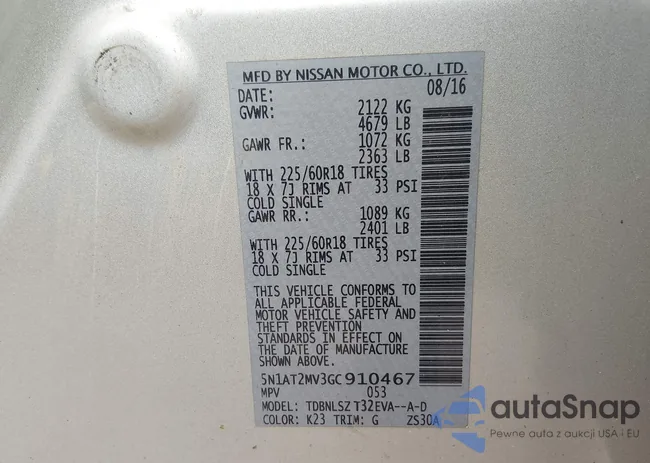 MFD BY NISSAN MOTOR CO., LTD.
DATE: 08/16
GVWR: 2122 KG
4679 LB
GAWR FR.: 1072 KG
2363 LB
WITH 225/60R18 TIRES
18 X 7J RIMS AT 33 PSI
COLD SINGLE
GAWR RR.: 1089 KG
2401 LB
WITH 225/60R18 TIRES
18 X 7J RIMS AT 33 PSI
COLD SINGLE
THIS VEHICLE CONFORMS TO
ALL APPLICABLE FEDERAL
MOTOR VEHICLE SAFETY AND
THEFT PREVENTION
STANDARDS IN EFFECT ON
THE DATE OF MANUFACTURE
SHOWN ABOVE.
5N1AT2MV3GC910467
MPV 053
MODEL: TDBNLSZ T32EVA--A-D
COLOR: K23 TRIM: G ZS30A
autoSnap
Pewne auta z aukcji USA i EU